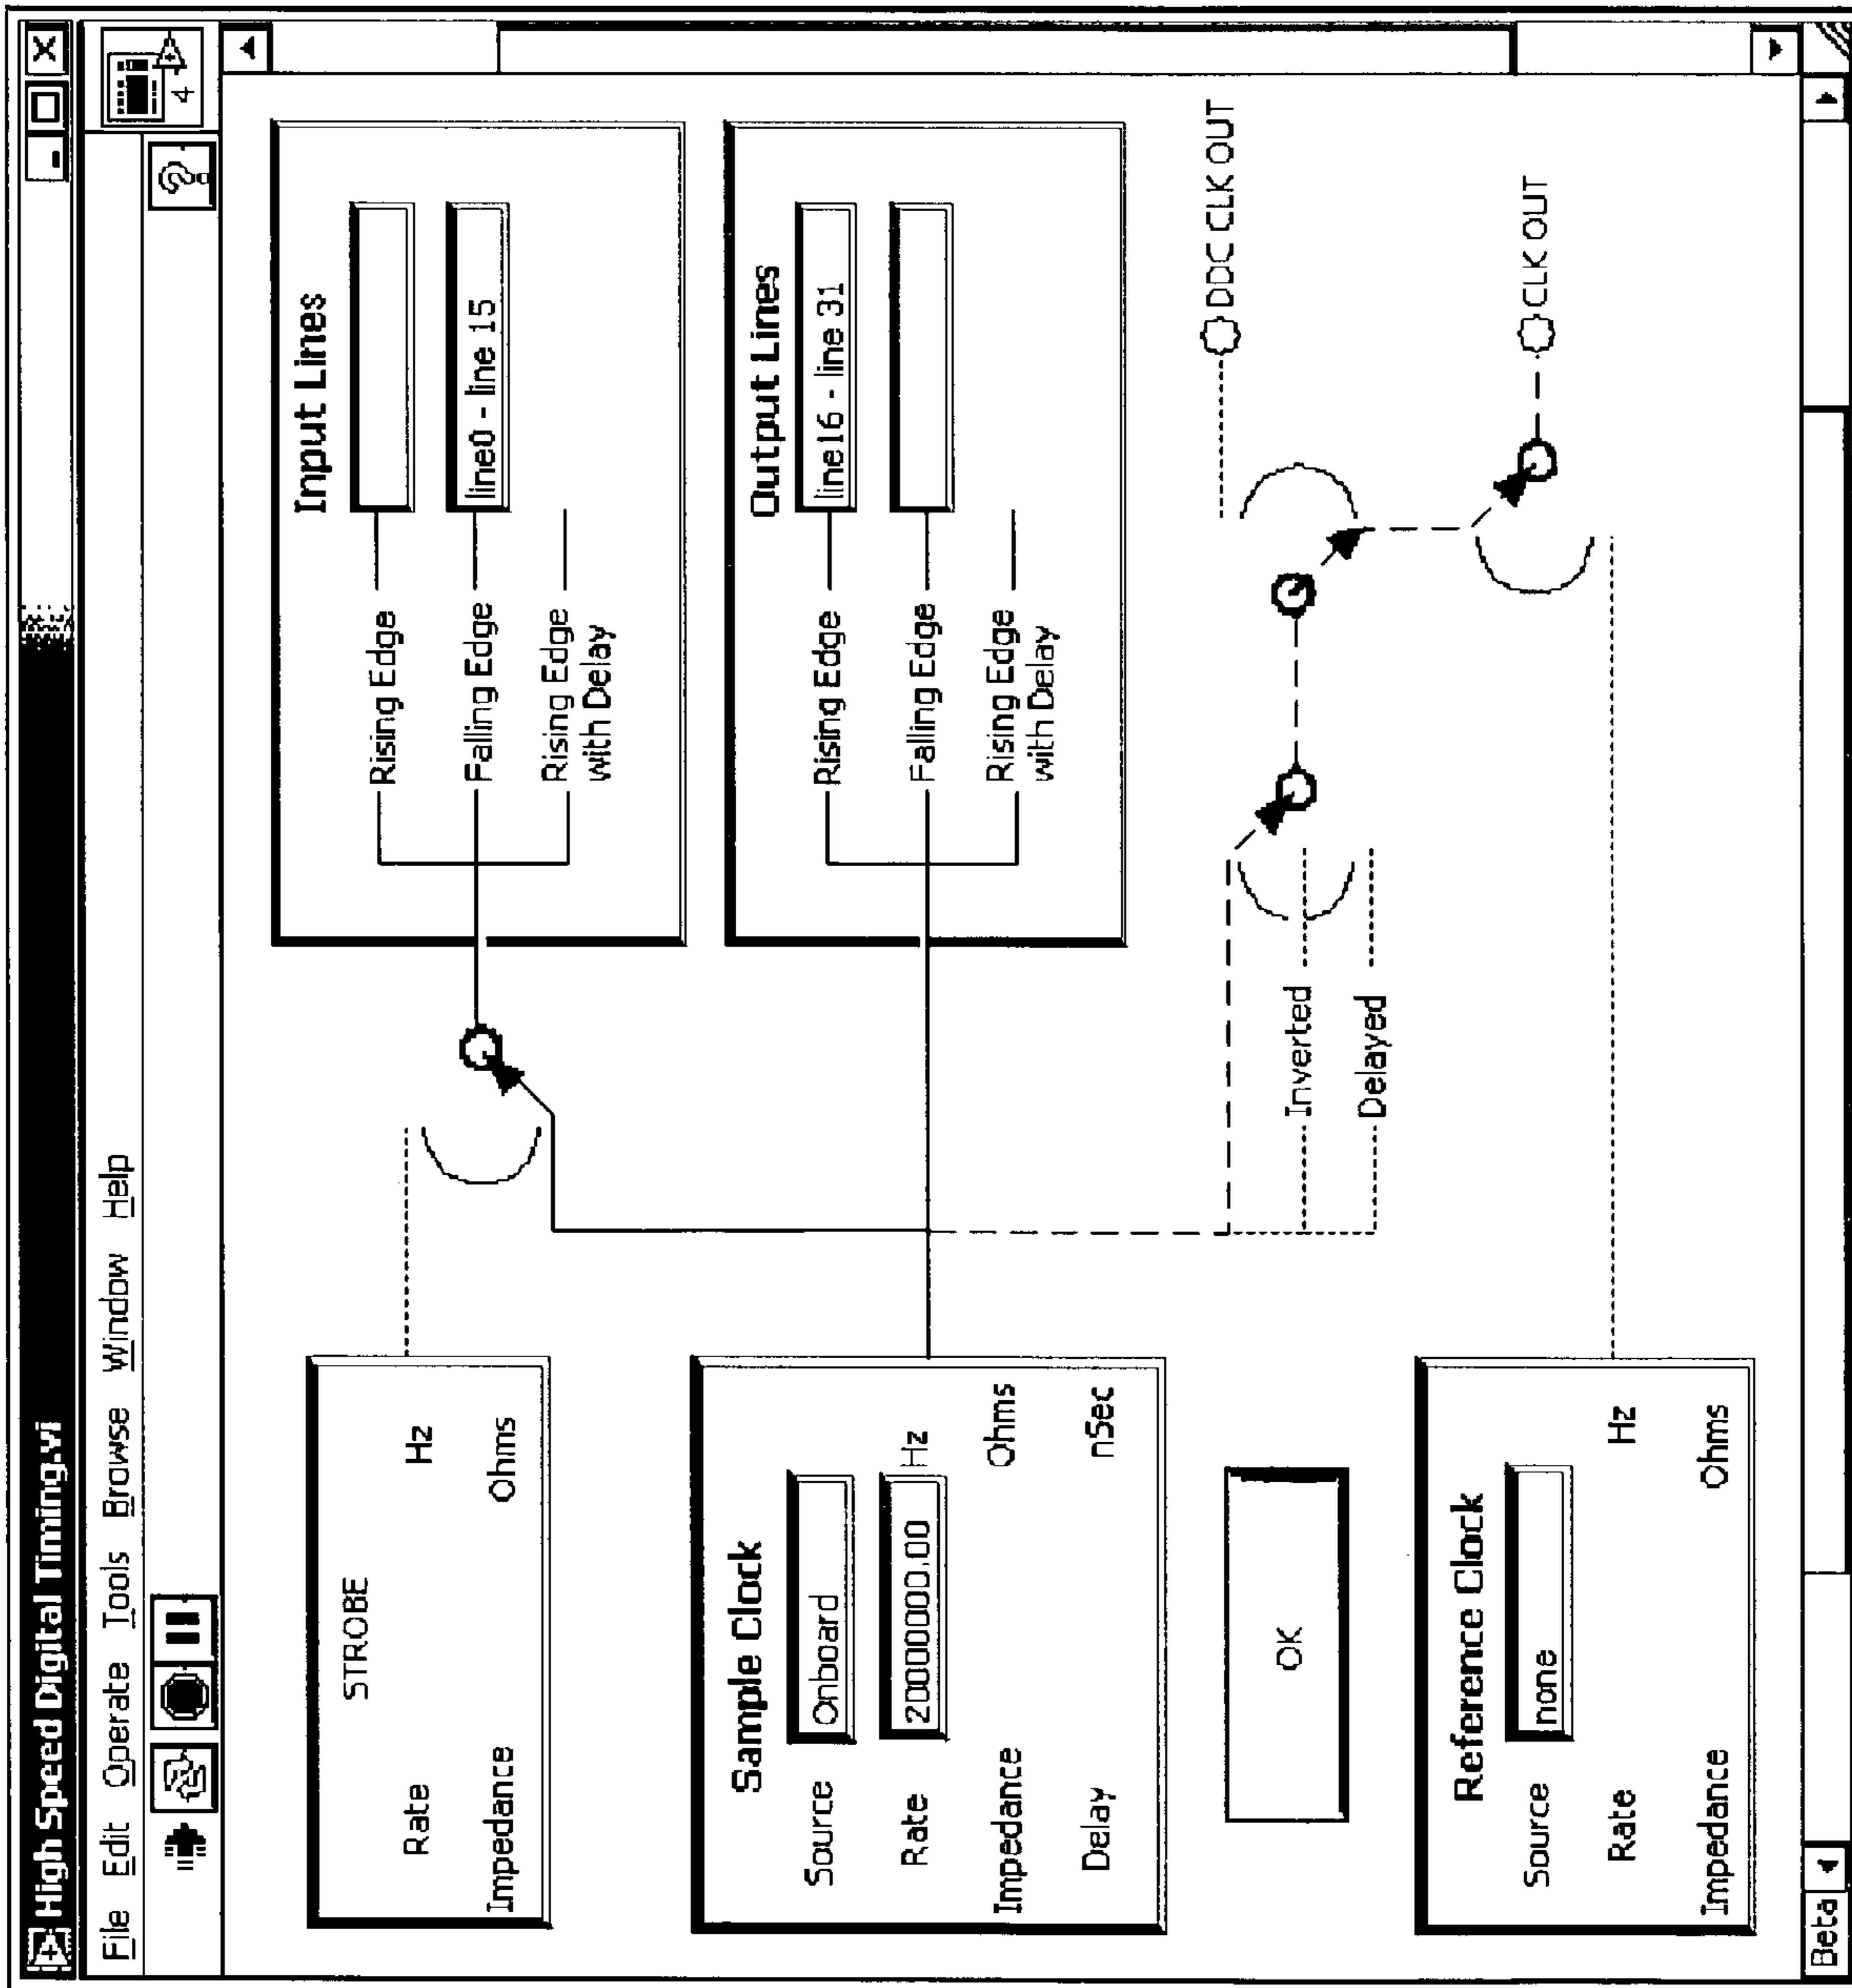 High Speed Digital Timing.vi
File Edit Operate Tools Browse Window Help
?
4
STROBE
Rate Hz
Impedance Ohms
Sample Clock
Source Onboard
Rate 200000000.00 Hz
Impedance Ohms
Delay nSec
OK
Reference Clock
Source none
Rate Hz
Impedance Ohms
Input Lines
Rising Edge
Falling Edge line0 - line 15
Rising Edge
with Delay
Output Lines
Rising Edge line16 - line 31
Falling Edge
Rising Edge
with Delay
Inverted
Delayed
DDC CLK OUT
CLK OUT
Beta